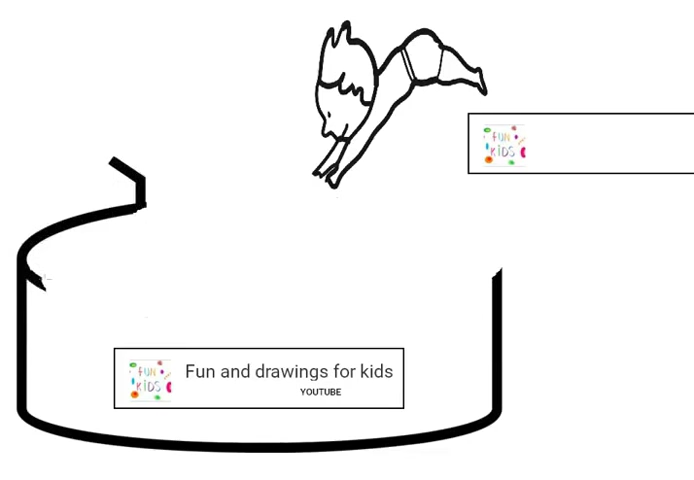 FUN
KIDS
FUN
KIDS
Fun and drawings for kids
YOUTUBE